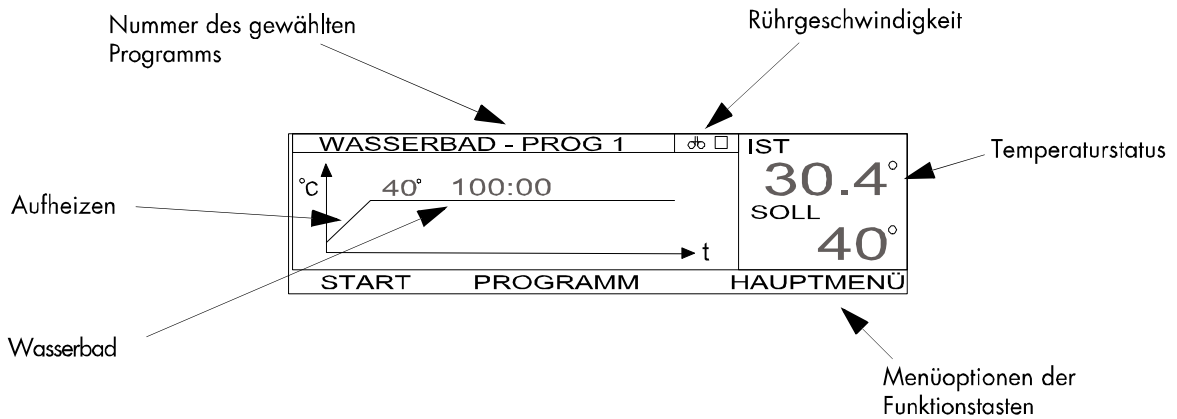 Nummer des gewählten
Programms
Rührgeschwindigkeit
WASSERBAD - PROG 1
IST
30.4°
SOLL
40°
°C
40° 100:00
t
START PROGRAMM HAUPTMENÜ
Temperaturstatus
Aufheizen
Wasserbad
Menüoptionen der
Funktionstasten